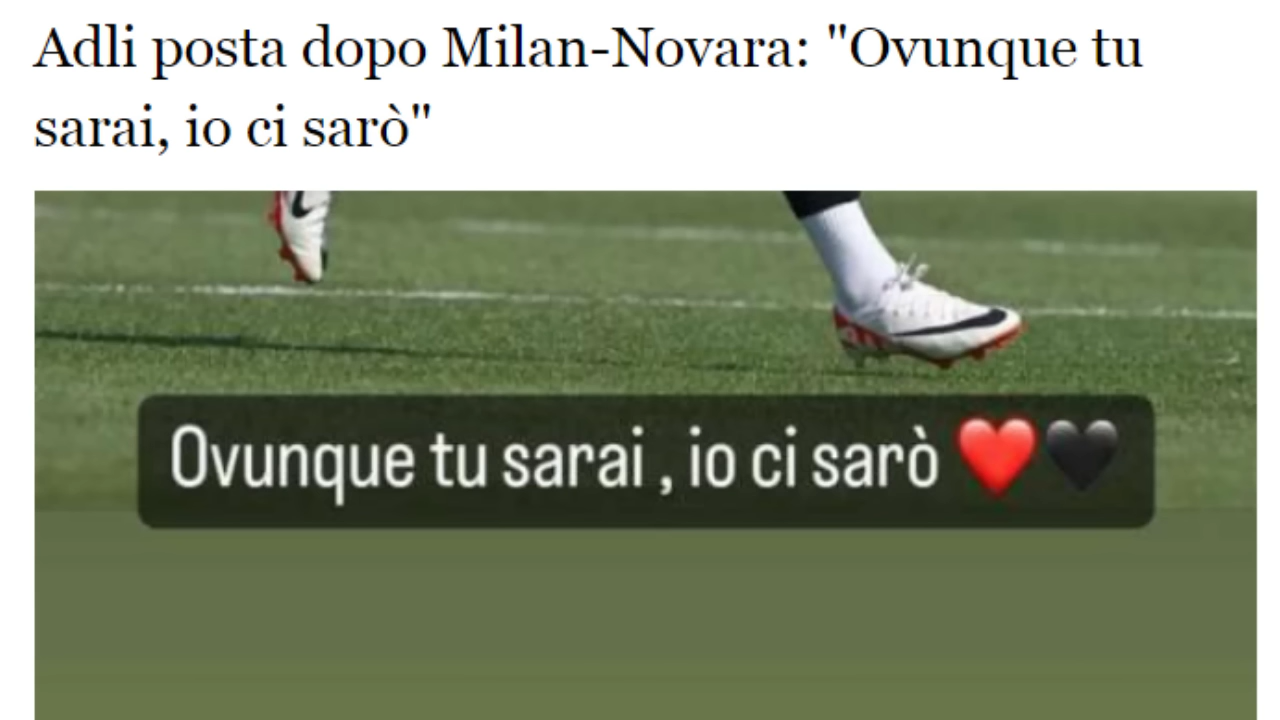 Adli posta dopo Milan-Novara: "Ovunque tu
sarai, io ci sarò"
Ovunque tu sarai , io ci sarò ❤️🖤